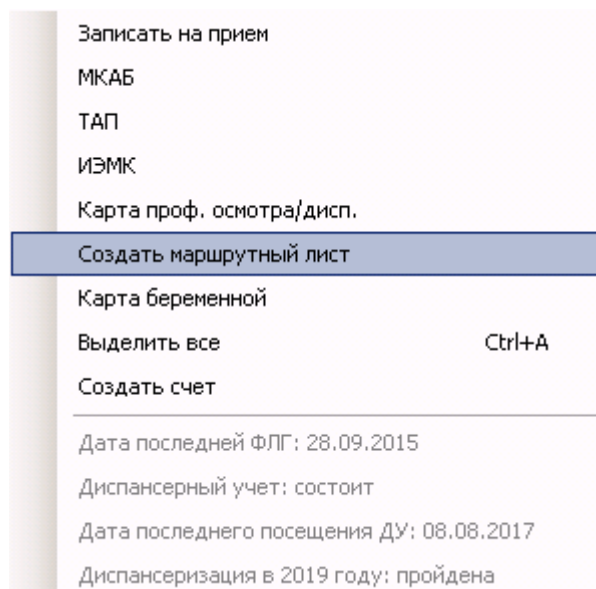 Записать на прием
МКАБ
ТАП
ИЭМК
Карта проф. осмотра/дисп.
Создать маршрутный лист
Карта беременной
Выделить все Ctrl+A
Создать счет
Дата последней ФЛГ: 28.09.2015
Диспансерный учет: состоит
Дата последнего посещения ДУ: 08.08.2017
Диспансеризация в 2019 году: пройдена